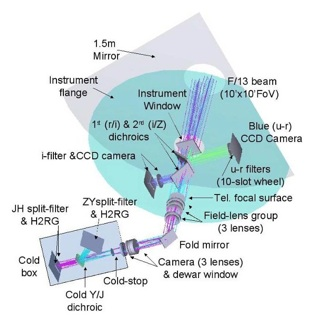 1.5m
Mirror
Instrument
flange
F/13 beam
(10'x10'FoV)
Instrument
Window
1st (r/i) & 2nd (i/Z)
dichroics
Blue (u-r)
CCD Camera
i-filter &CCD camera
u-r filters
(10-slot wheel)
ZYsplit-filter
& H2RG
JH split-filter
& H2RG
Tel. focal surface
Field-lens group
(3 lenses)
Fold mirror
Cold
box
Camera (3 lenses)
& dewar window
Cold-stop
Cold Y/J
dichroic